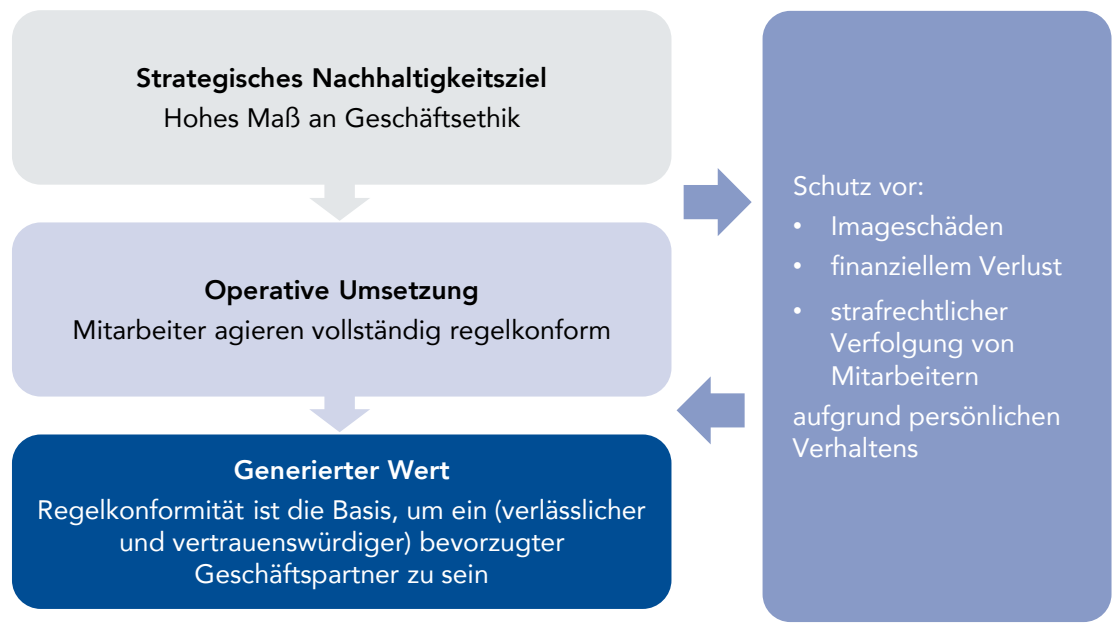 Strategisches Nachhaltigkeitsziel
Hohes Maß an Geschäftsethik
Operative Umsetzung
Mitarbeiter agieren vollständig regelkonform
Generierter Wert
Regelkonformität ist die Basis, um ein (verlässlicher
und vertrauenswürdiger) bevorzugter
Geschäftspartner zu sein
Schutz vor:
• Imageschäden
• finanziellem Verlust
• strafrechtlicher
Verfolgung von
Mitarbeitern
aufgrund persönlichen
Verhaltens